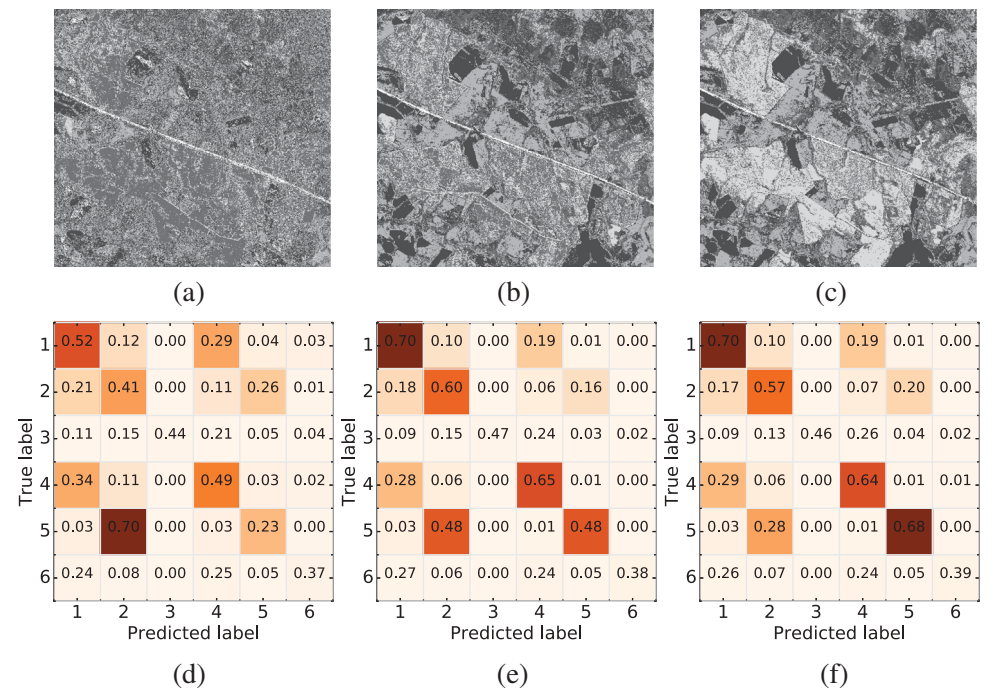 (a) (b) (c)
1 0.52 0.12 0.00 0.29 0.04 0.03
2 0.21 0.41 0.00 0.11 0.26 0.01
3 0.11 0.15 0.44 0.21 0.05 0.04
4 0.34 0.11 0.00 0.49 0.03 0.02
5 0.03 0.70 0.00 0.03 0.23 0.00
6 0.24 0.08 0.00 0.25 0.05 0.37
True label
1 2 3 4 5 6
Predicted label
(d)
1 0.70 0.10 0.00 0.19 0.01 0.00
2 0.18 0.60 0.00 0.06 0.16 0.00
3 0.09 0.15 0.47 0.24 0.03 0.02
4 0.28 0.06 0.00 0.65 0.01 0.01
5 0.03 0.48 0.00 0.01 0.48 0.00
6 0.27 0.06 0.00 0.24 0.05 0.38
True label
1 2 3 4 5 6
Predicted label
(e)
1 0.70 0.10 0.00 0.19 0.01 0.00
2 0.17 0.57 0.00 0.07 0.20 0.00
3 0.09 0.13 0.46 0.26 0.04 0.02
4 0.29 0.06 0.00 0.64 0.01 0.00
5 0.03 0.28 0.00 0.01 0.68 0.00
6 0.26 0.07 0.00 0.24 0.05 0.39
True label
1 2 3 4 5 6
Predicted label
(f)